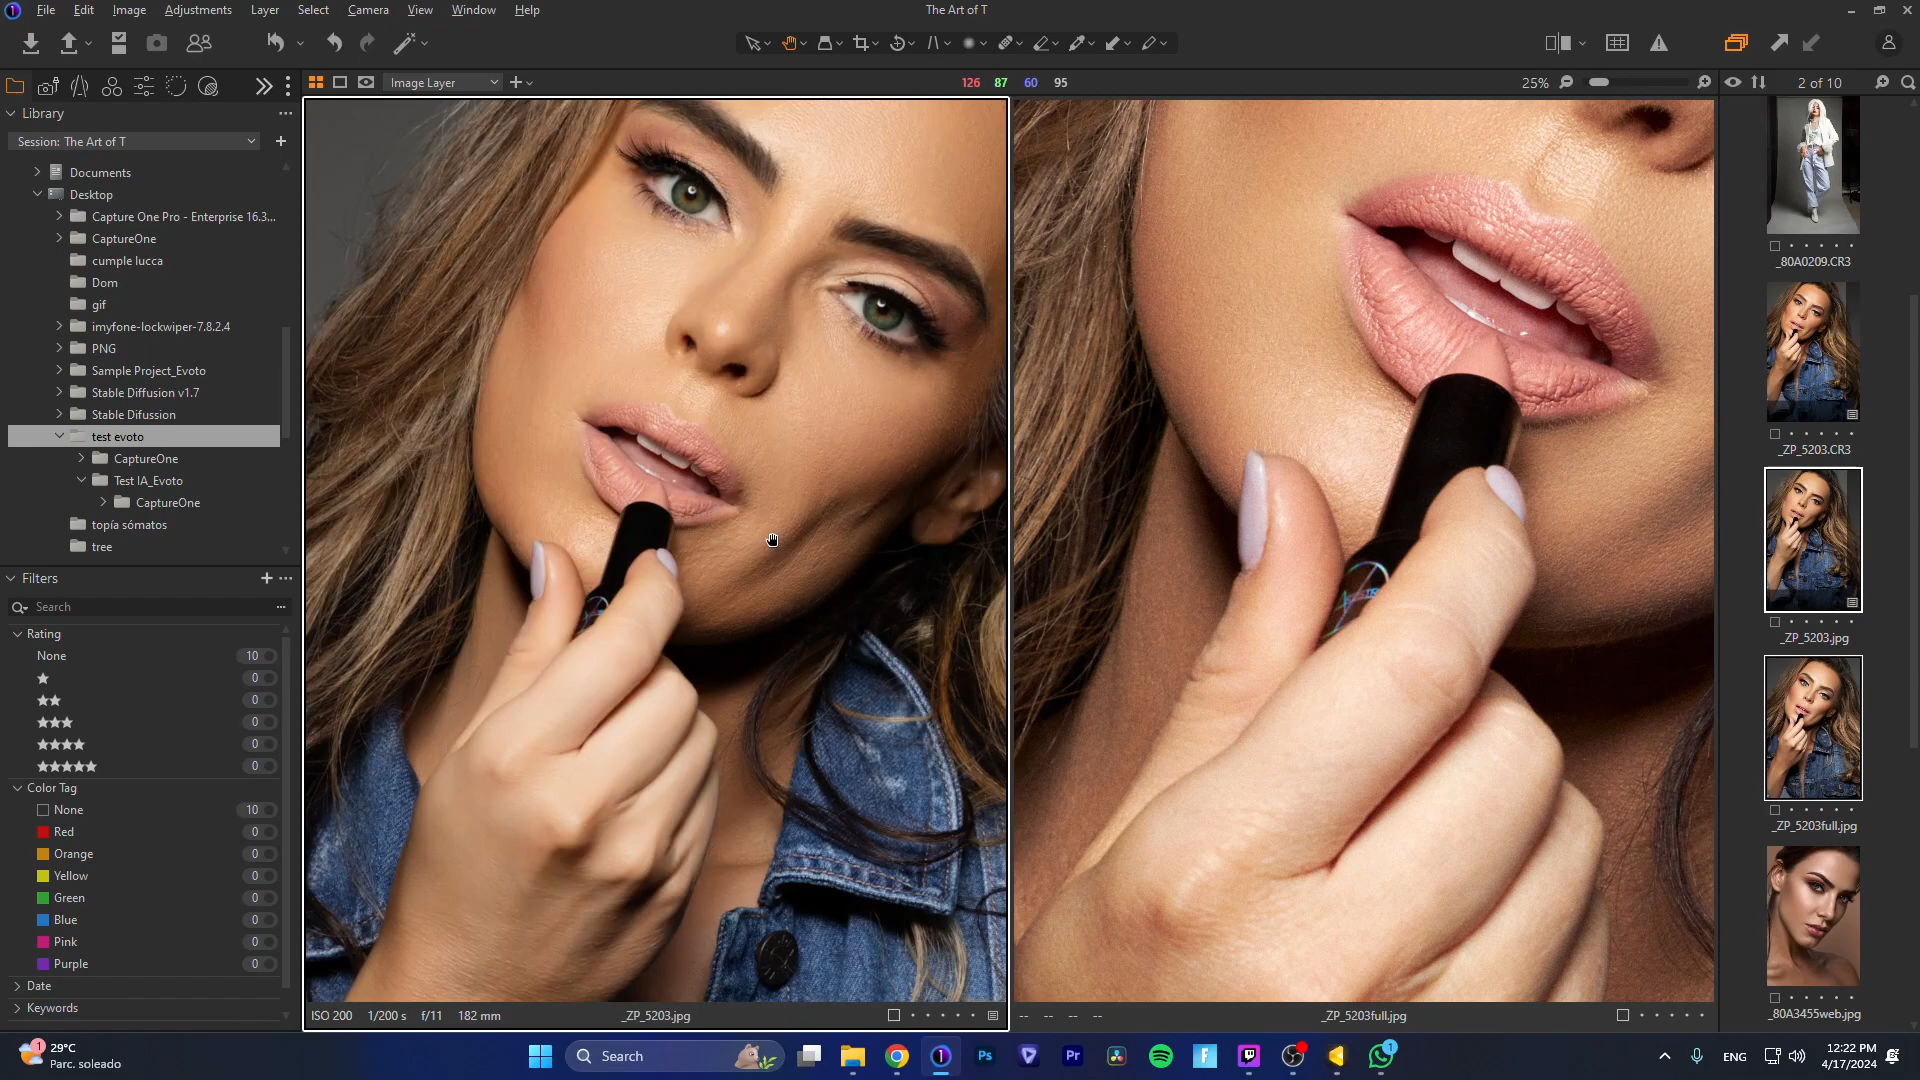 File Edit Image Adjustments Layer Select Camera View Window Help
The Art of T
Image Layer
126 87 60 95
25%
2 of 10
Library
Session: The Art of T
Documents
Desktop
Capture One Pro - Enterprise 16.3...
CaptureOne
cumple lucca
Dom
gif
imyfone-lockwiper-7.8.2.4
PNG
Sample Project_Evoto
Stable Diffusion v1.7
Stable Difussion
test evoto
CaptureOne
Test IA_Evoto
CaptureOne
topía sómatos
tree
Filters
Search
Rating
None 10
0
0
0
0
0
Color Tag
None 10
Red 0
Orange 0
Yellow 0
Green 0
Blue 0
Pink 0
Purple 0
Date
Keywords
ISO 200 1/200 s f/11 182 mm _ZP_5203.jpg
-- -- -- -- _ZP_5203full.jpg
_80A0209.CR3
_ZP_5203.CR3
_ZP_5203.jpg
_ZP_5203full.jpg
_80A3455web.jpg
1
29°C
Parc. soleado
Search
Ps
Pr
1
ENG
12:22 PM
4/17/2024